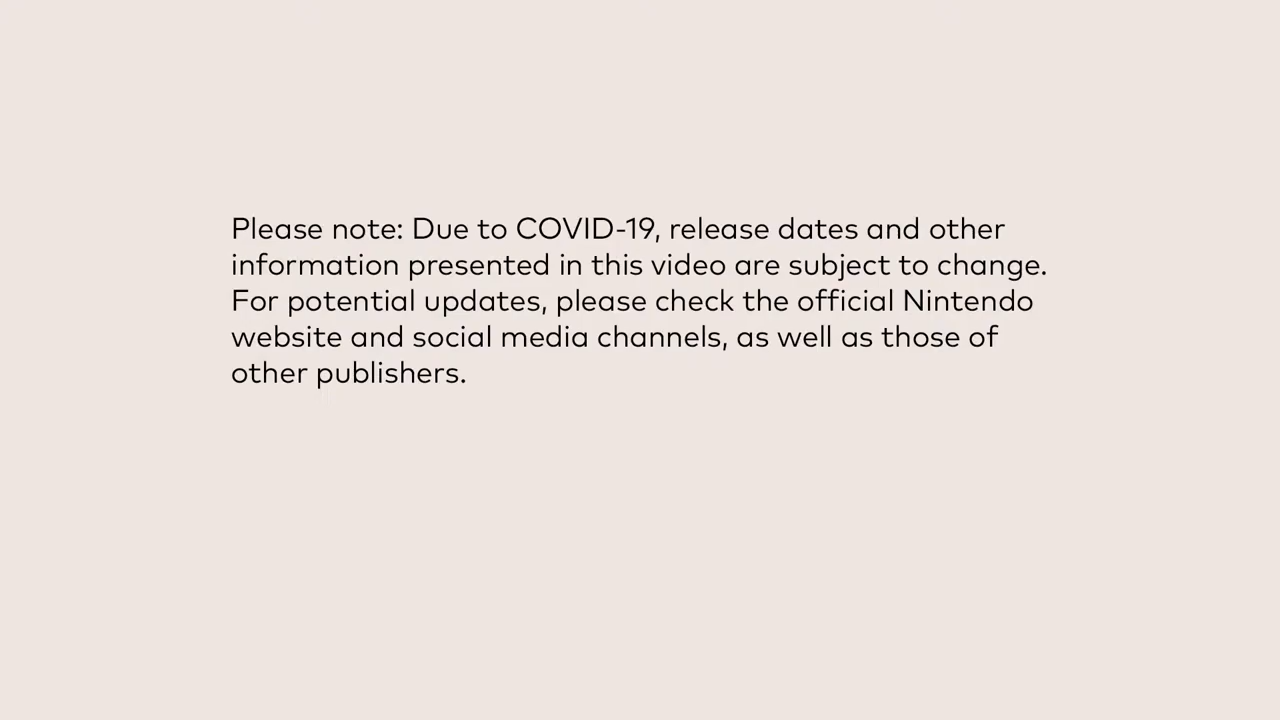 Please note: Due to COVID-19, release dates and other
information presented in this video are subject to change.
For potential updates, please check the official Nintendo
website and social media channels, as well as those of
other publishers.